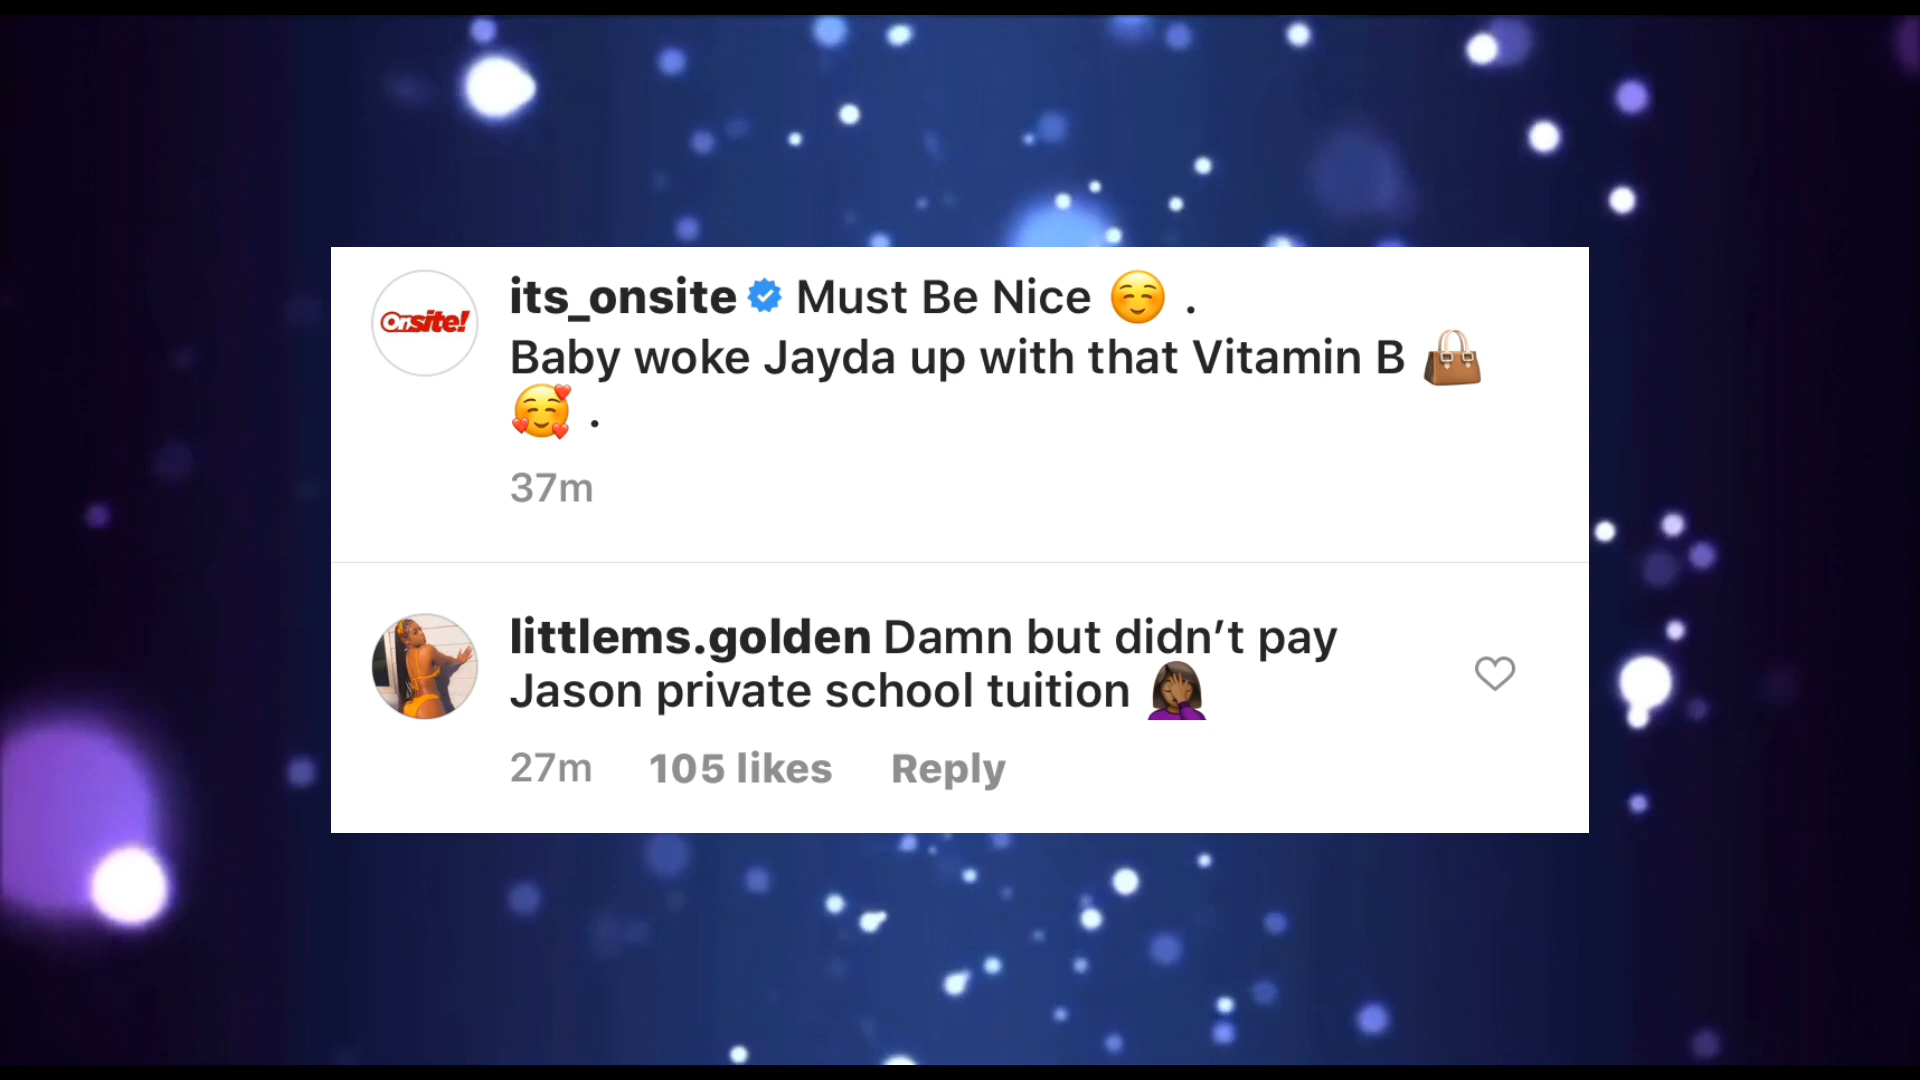 Onsite!
its_onsite Must Be Nice ☺️ .
Baby woke Jayda up with that Vitamin B 👜
🥰 .
37m
littlems.golden Damn but didn’t pay
Jason private school tuition 🤦🏾‍♀️
27m 105 likes Reply